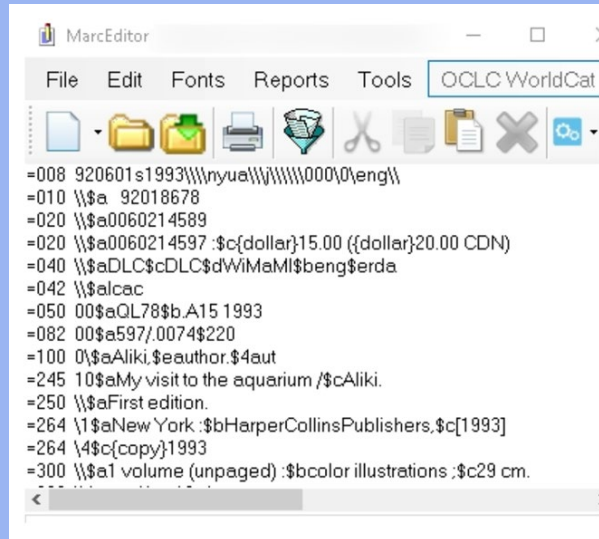 MarcEditor
File Edit Fonts Reports Tools OCLC WorldCat
=008 920601s1993\\\\nyua\\\j\\\\\\000\0\eng\\
=010 \\$a 92018678
=020 \\$a0060214589
=020 \\$a0060214597 :$c{dollar}15.00 ({dollar}20.00 CDN)
=040 \\$aDLC$cDLC$dWiMaMI$beng$erda
=042 \\$alcac
=050 00$aQL78$b.A15 1993
=082 00$a597/.0074$220
=100 0\$aAliki,$eauthor.$4aut
=245 10$aMy visit to the aquarium /$cAliki.
=250 \\$aFirst edition.
=264 \1$aNew York :$bHarperCollinsPublishers,$c[1993]
=264 \4$c{copy}1993
=300 \\$a1 volume (unpaged) :$bcolor illustrations ;$c29 cm.